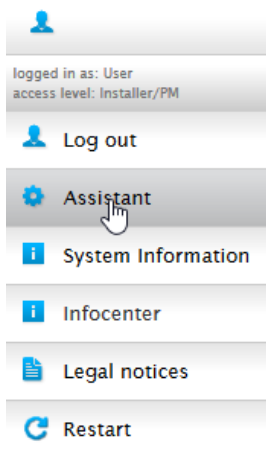 logged in as: User
access level: Installer/PM
Log out
Assistant
System Information
Infocenter
Legal notices
Restart